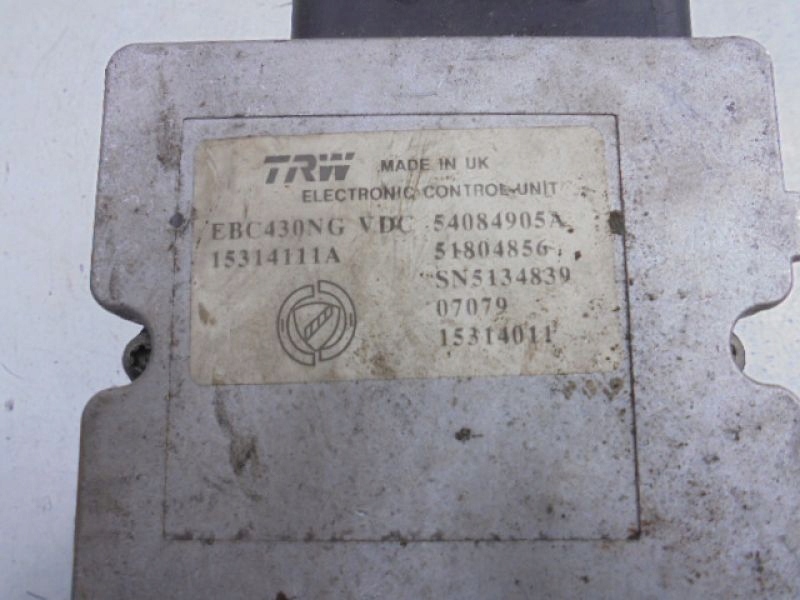 TRW MADE IN UK
ELECTRONIC CONTROL UNIT
EBC430NG VDC 54084905A
15314111A 51804856
SN5134839
07079
15314011